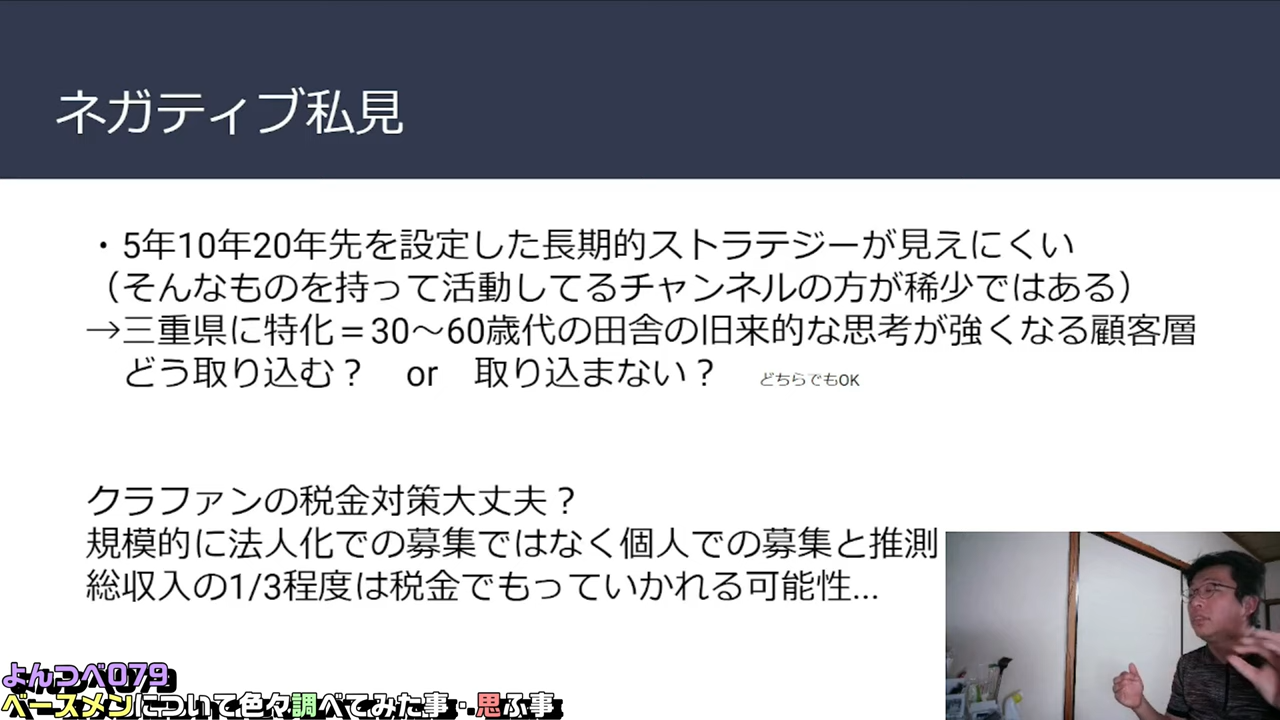 ネガティブ私見
・5年10年20年先を設定した長期的ストラテジーが見えにくい
（そんなものを持って活動してるチャンネルの方が稀少ではある）
→三重県に特化＝30～60歳代の田舎の旧来的な思考が強くなる顧客層
どう取り込む？　or　取り込まない？　どちらでもOK
クラファンの税金対策大丈夫？
規模的に法人化での募集ではなく個人での募集と推測
総収入の1/3程度は税金でもっていかれる可能性...
よんつべ079
ベースメンについて色々調べてみた事・思ふ事